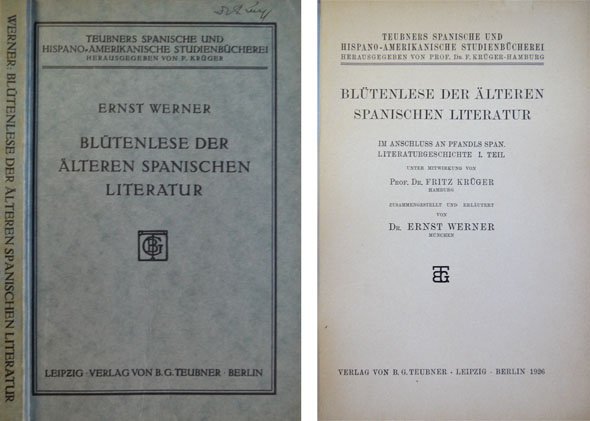 WERNER: BLÜTENLESE DER ÄLTEREN SPANISCHEN LITERATUR
TEUBNERS SPANISCHE UND
HISPANO-AMERIKANISCHE STUDIENBÜCHEREI
HERAUSGEGEBEN VON F. KRÜGER
ERNST WERNER
BLÜTENLESE DER
ÄLTEREN SPANISCHEN
LITERATUR
BTG
LEIPZIG · VERLAG VON B. G. TEUBNER · BERLIN
TEUBNERS SPANISCHE UND
HISPANO-AMERIKANISCHE STUDIENBÜCHEREI
HERAUSGEGEBEN VON PROF. DR. F. KRÜGER-HAMBURG
BLÜTENLESE DER ÄLTEREN
SPANISCHEN LITERATUR
IM ANSCHLUSS AN PFANDLS SPAN.
LITERATURGESCHICHTE I. TEIL
UNTER MITWIRKUNG VON
PROF. DR. FRITZ KRÜGER
HAMBURG
ZUSAMMENGESTELLT UND ERLÄUTERT
VON
DR. ERNST WERNER
MÜNCHEN
BTG
VERLAG VON B. G. TEUBNER · LEIPZIG · BERLIN 1926